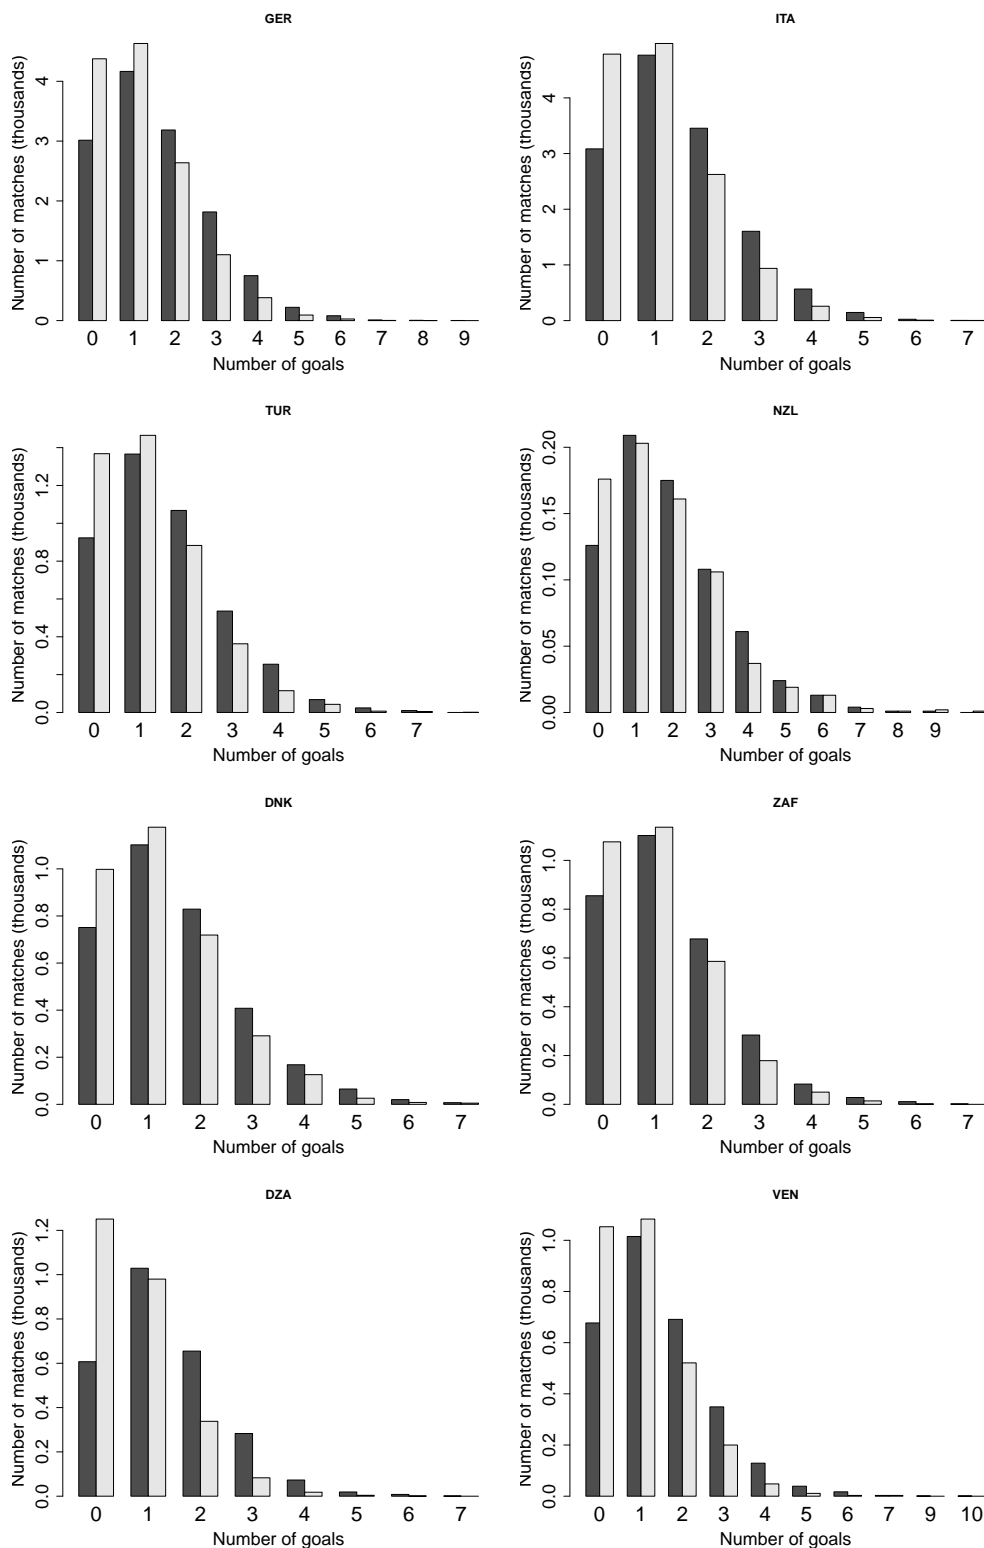 GER
Number of matches (thousands)
0 1 2 3 4
0 1 2 3 4 5 6 7 8 9
Number of goals
ITA
Number of matches (thousands)
0 1 2 3 4
0 1 2 3 4 5 6 7
Number of goals
TUR
Number of matches (thousands)
0.0 0.4 0.8 1.2
0 1 2 3 4 5 6 7
Number of goals
NZL
Number of matches (thousands)
0.00 0.05 0.10 0.15 0.20
0 1 2 3 4 5 6 7 8 9
Number of goals
DNK
Number of matches (thousands)
0.0 0.2 0.4 0.6 0.8 1.0
0 1 2 3 4 5 6 7
Number of goals
ZAF
Number of matches (thousands)
0.0 0.2 0.4 0.6 0.8 1.0
0 1 2 3 4 5 6 7
Number of goals
DZA
Number of matches (thousands)
0.0 0.2 0.4 0.6 0.8 1.0 1.2
0 1 2 3 4 5 6 7
Number of goals
VEN
Number of matches (thousands)
0.0 0.2 0.4 0.6 0.8 1.0
0 1 2 3 4 5 6 7 9 10
Number of goals